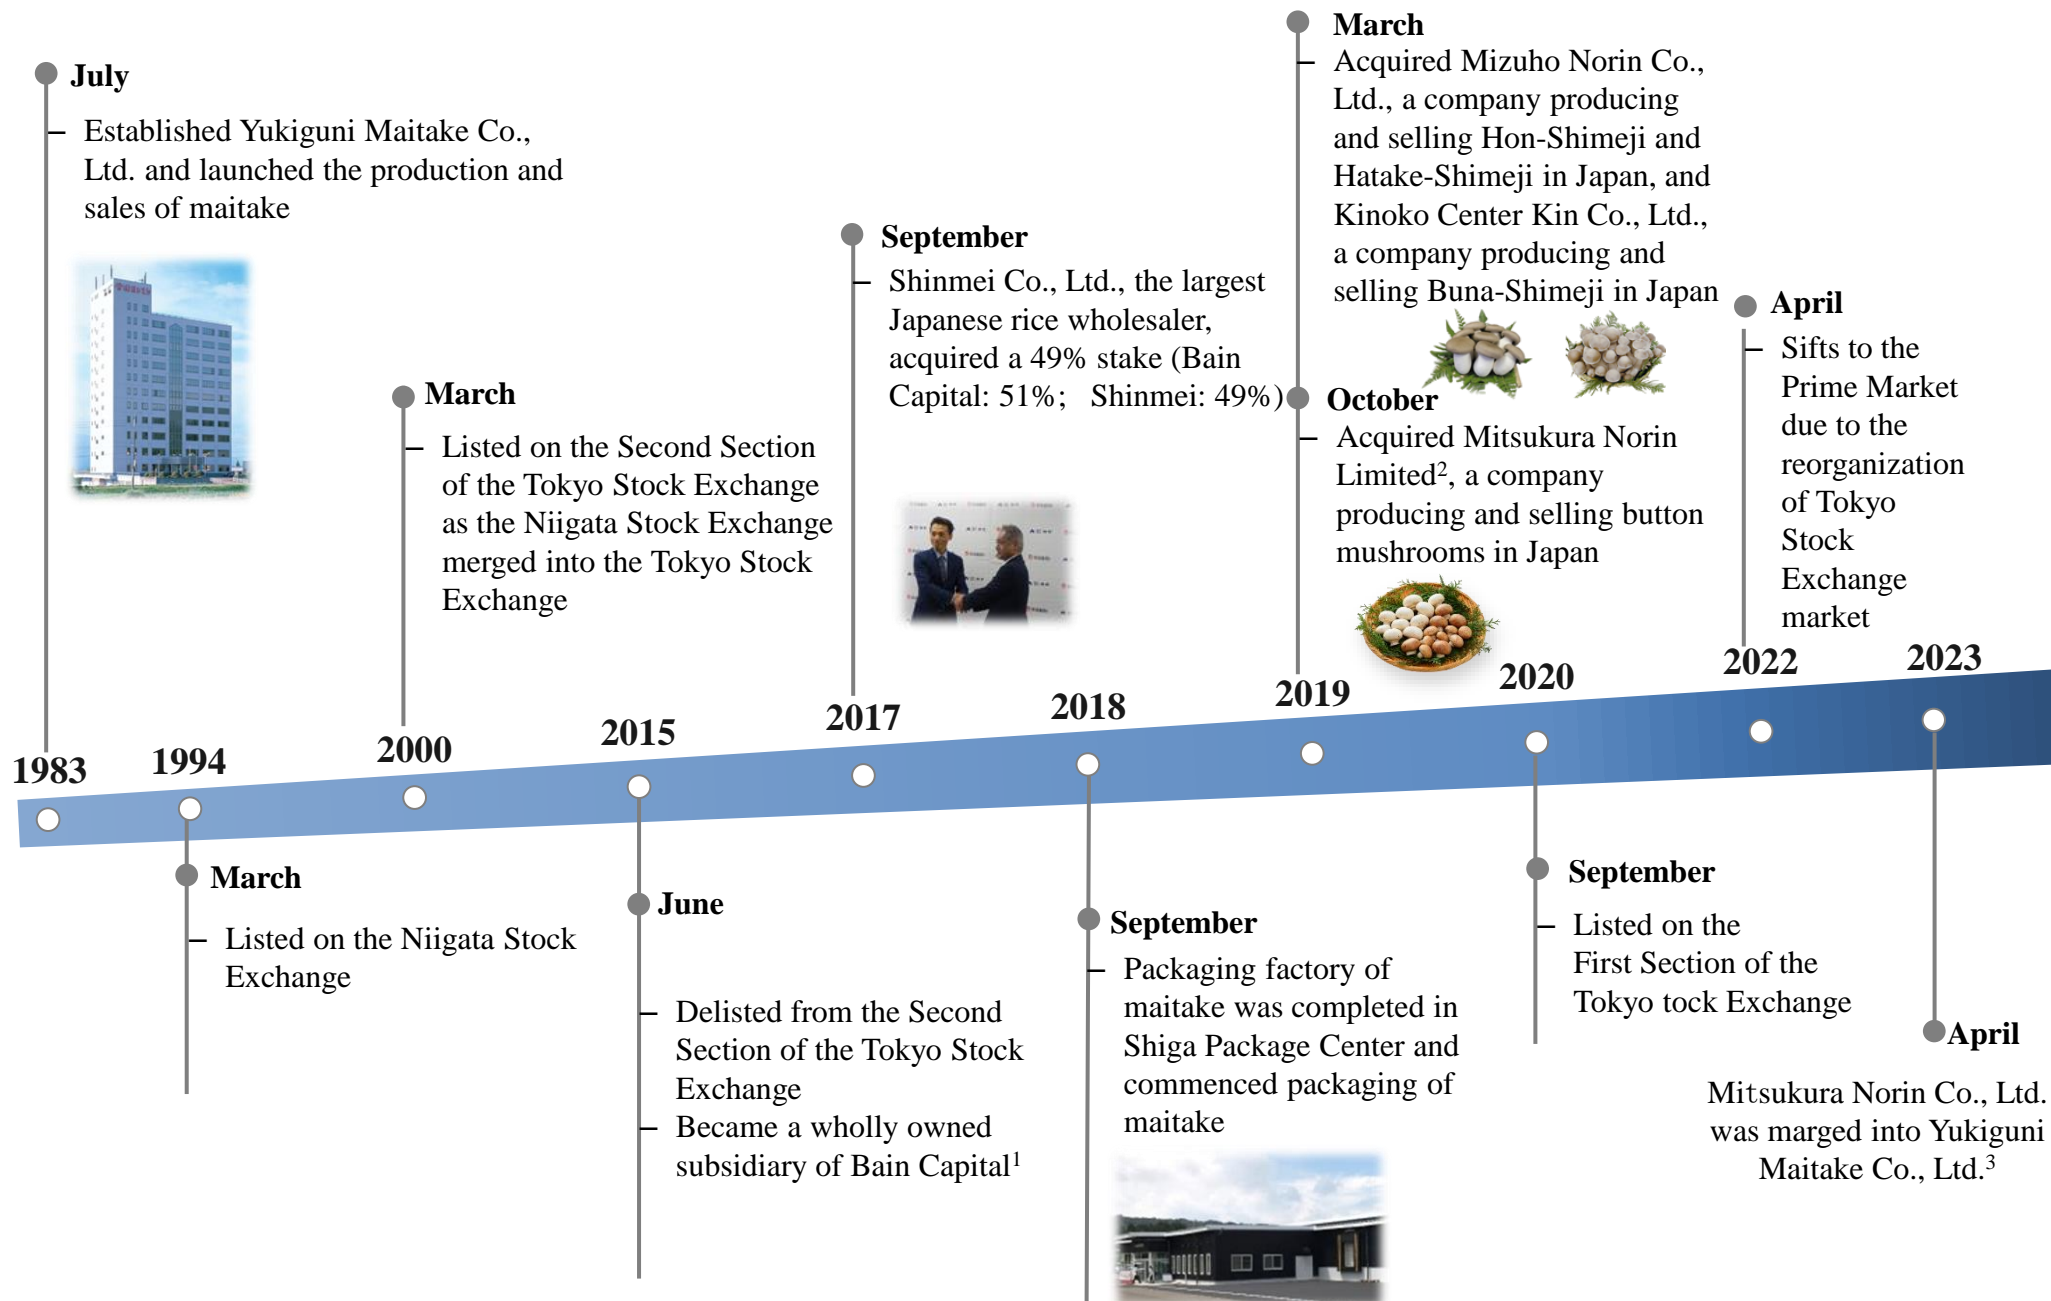 July
– Established Yukiguni Maitake Co.,
Ltd. and launched the production and
sales of maitake
March
– Listed on the Second Section
of the Tokyo Stock Exchange
as the Niigata Stock Exchange
merged into the Tokyo Stock
Exchange
September
– Shinmei Co., Ltd., the largest
Japanese rice wholesaler,
acquired a 49% stake (Bain
Capital: 51%; Shinmei: 49%)
March
– Acquired Mizuho Norin Co.,
Ltd., a company producing
and selling Hon-Shimeji and
Hatake-Shimeji in Japan, and
Kinoko Center Kin Co., Ltd.,
a company producing and
selling Buna-Shimeji in Japan
October
– Acquired Mitsukura Norin
Limited2, a company
producing and selling button
mushrooms in Japan
April
– Sifts to the
Prime Market
due to the
reorganization
of Tokyo
Stock
Exchange
market
1983
1994
2000
2015
2017
2018
2019
2020
2022
2023
March
– Listed on the Niigata Stock
Exchange
June
– Delisted from the Second
Section of the Tokyo Stock
Exchange
– Became a wholly owned
subsidiary of Bain Capital1
September
– Packaging factory of
maitake was completed in
Shiga Package Center and
commenced packaging of
maitake
September
– Listed on the
First Section of the
Tokyo tock Exchange
April
Mitsukura Norin Co., Ltd.
was marged into Yukiguni
Maitake Co., Ltd.3